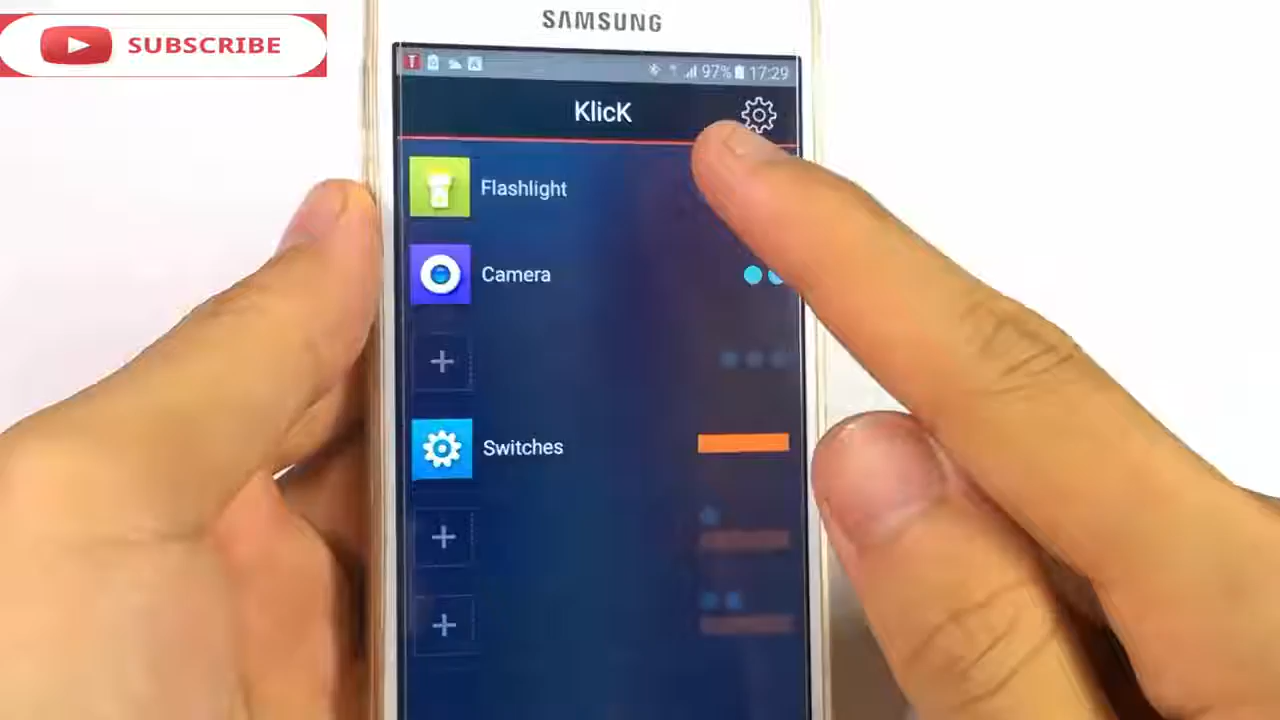 SUBSCRIBE
SAMSUNG
97% 17:29
KlicK
Flashlight
Camera
Switches